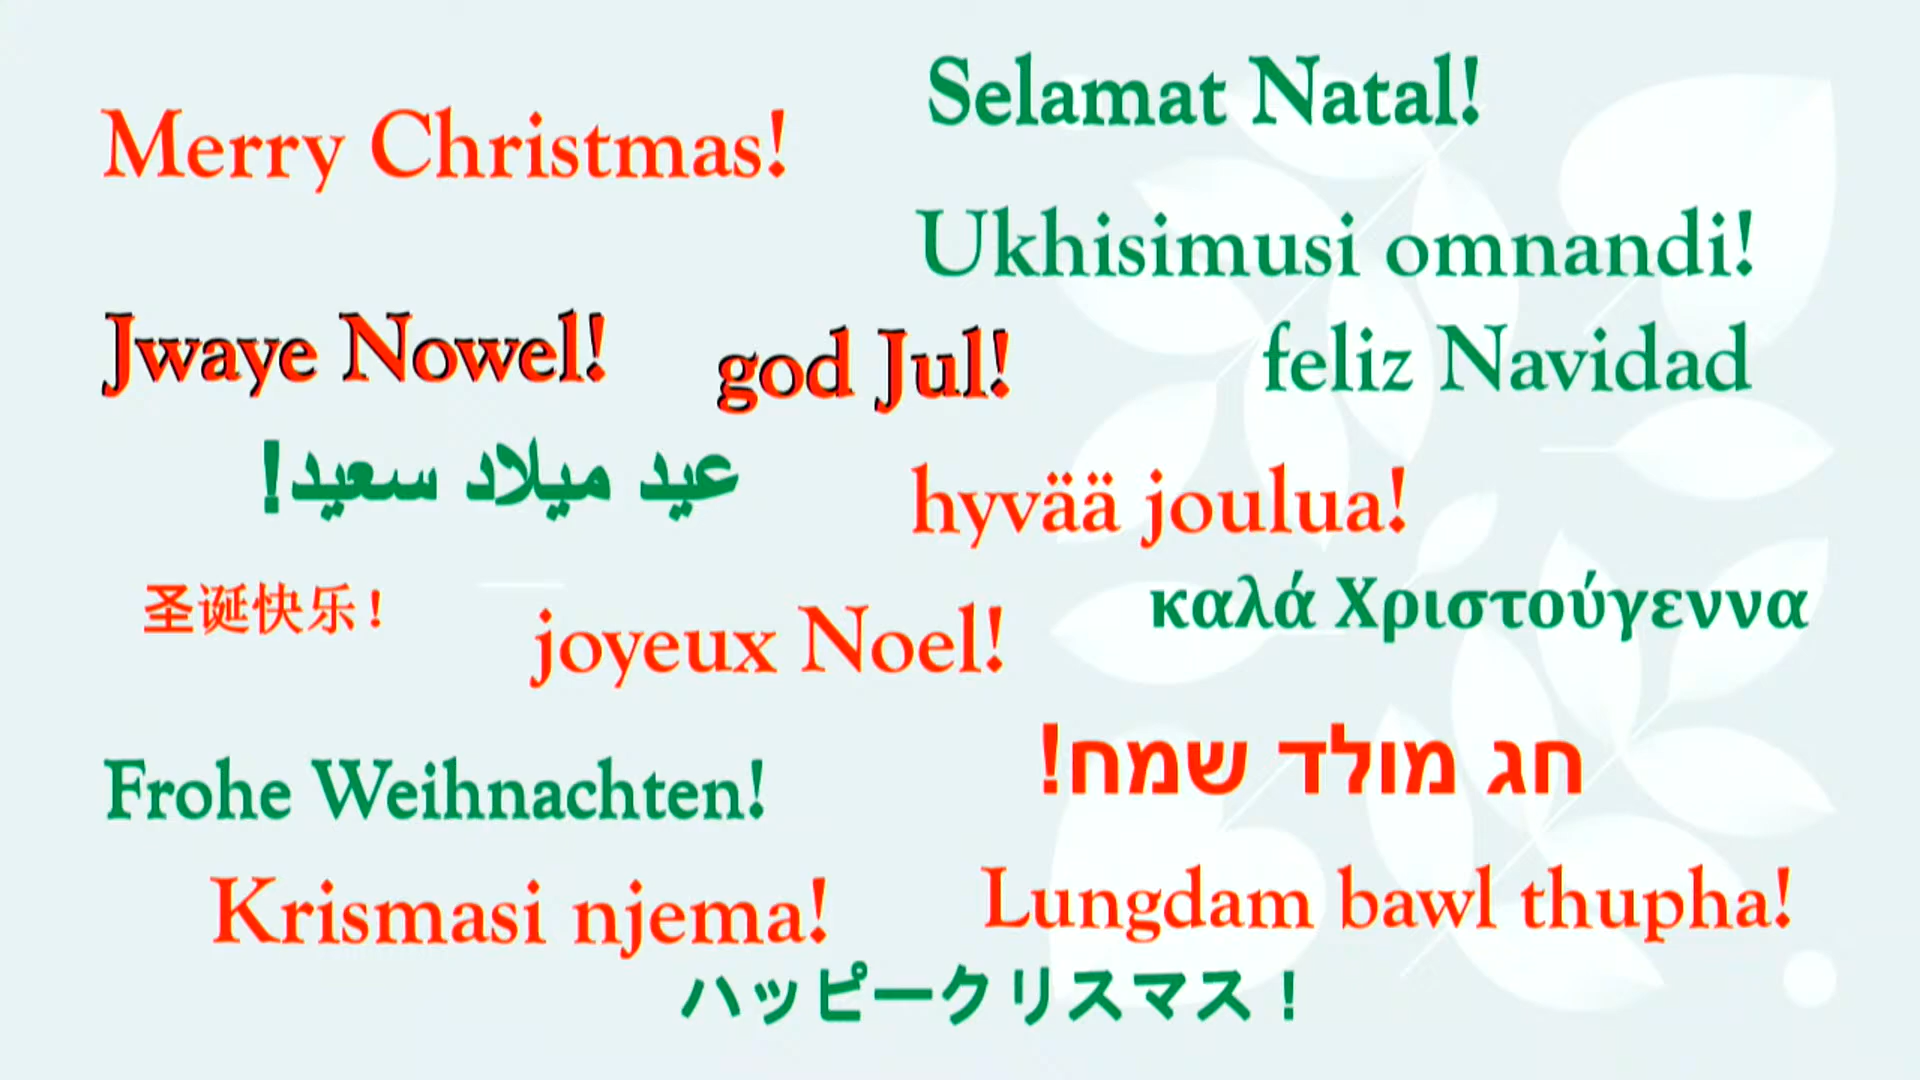 Merry Christmas!
Selamat Natal!
Ukhisimusi omnandi!
Jwaye Nowel!
god Jul!
feliz Navidad
عيد ميلاد سعيد!
hyvää joulua!
圣诞快乐！
joyeux Noel!
καλά Χριστούγεννα
Frohe Weihnachten!
חג מולד שמח!
Krismasi njema!
Lungdam bawl thupha!
ハッピークリスマス！